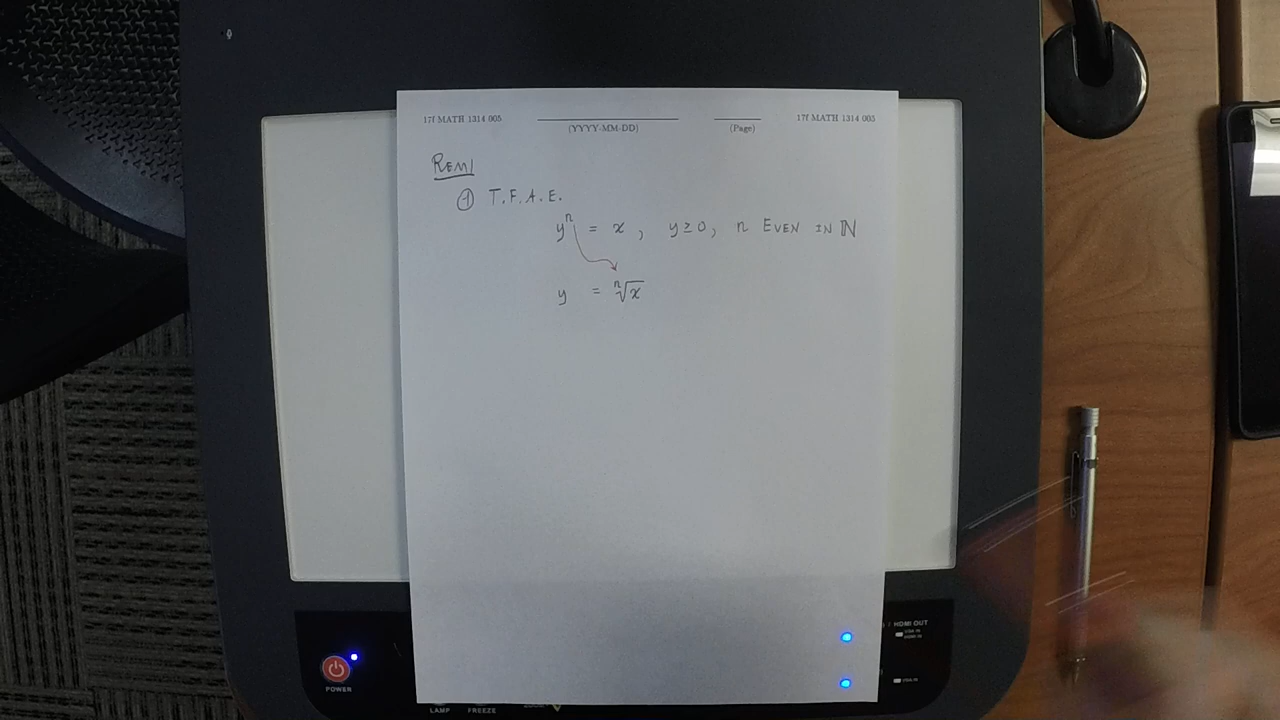 17f MATH 1314 005 (YYYY-MM-DD) (Page) 17f MATH 1314 005
REM
① T.F.A.E.
yⁿ = x , y ≥ 0, n EVEN IN ℕ
y = ⁿ√x
HDMI OUT
POWER
LAMP FREEZE